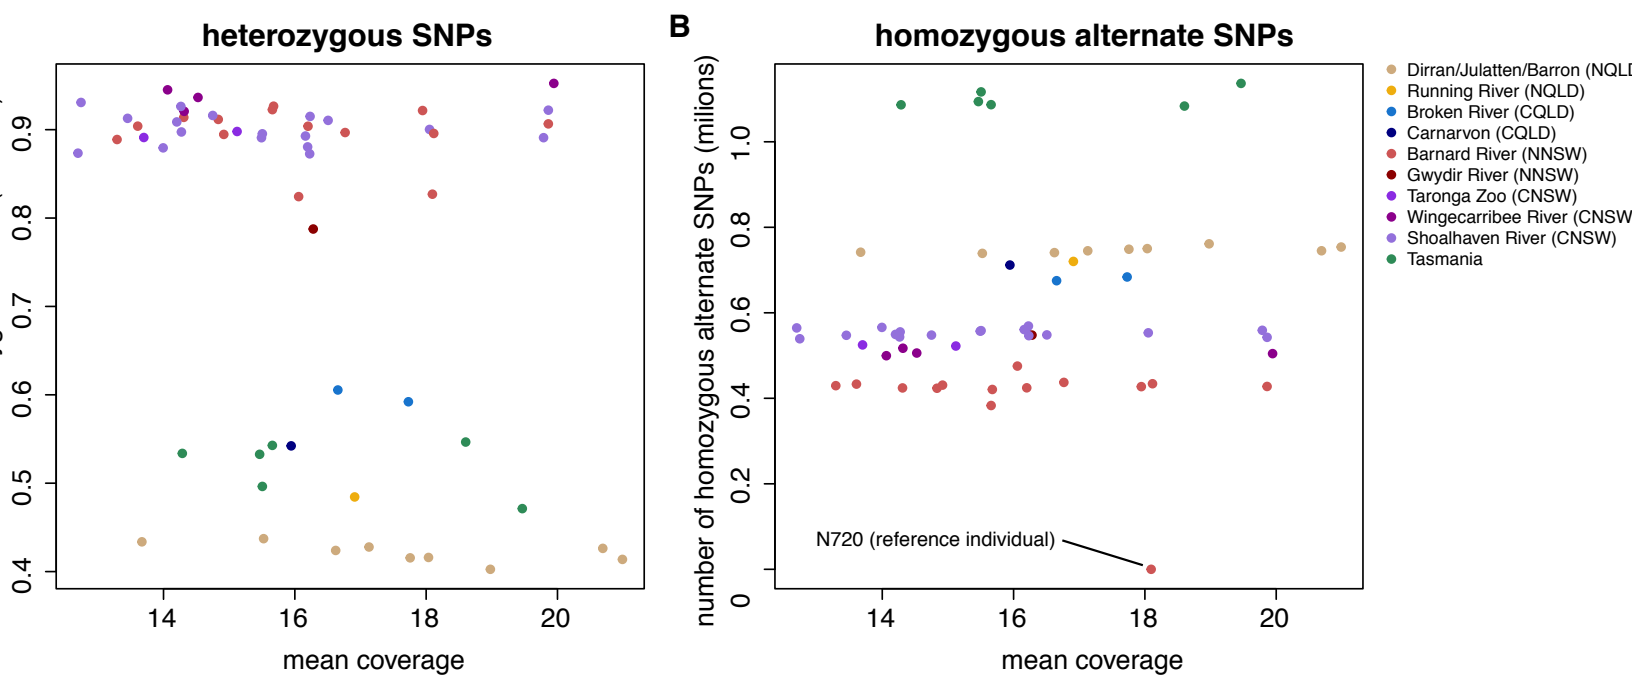 heterozygous SNPs
0.9
0.8
0.7
0.6
0.5
0.4
14 16 18 20
mean coverage
B
homozygous alternate SNPs
number of homozygous alternate SNPs (milions)
1.0
0.8
0.6
0.4
0.2
0
N720 (reference individual)
14 16 18 20
mean coverage
Dirran/Julatten/Barron (NQLD
Running River (NQLD)
Broken River (CQLD)
Carnarvon (CQLD)
Barnard River (NNSW)
Gwydir River (NNSW)
Taronga Zoo (CNSW)
Wingecarribee River (CNSW
Shoalhaven River (CNSW)
Tasmania